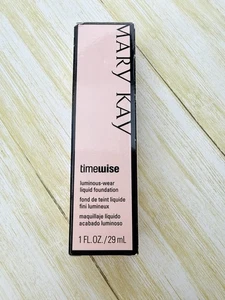 MARY KAY
timewise
luminous-wear
liquid foundation
fond de teint liquide
fini lumineux
maquillaje líquido
acabado luminoso
1 FL.OZ./29 mL